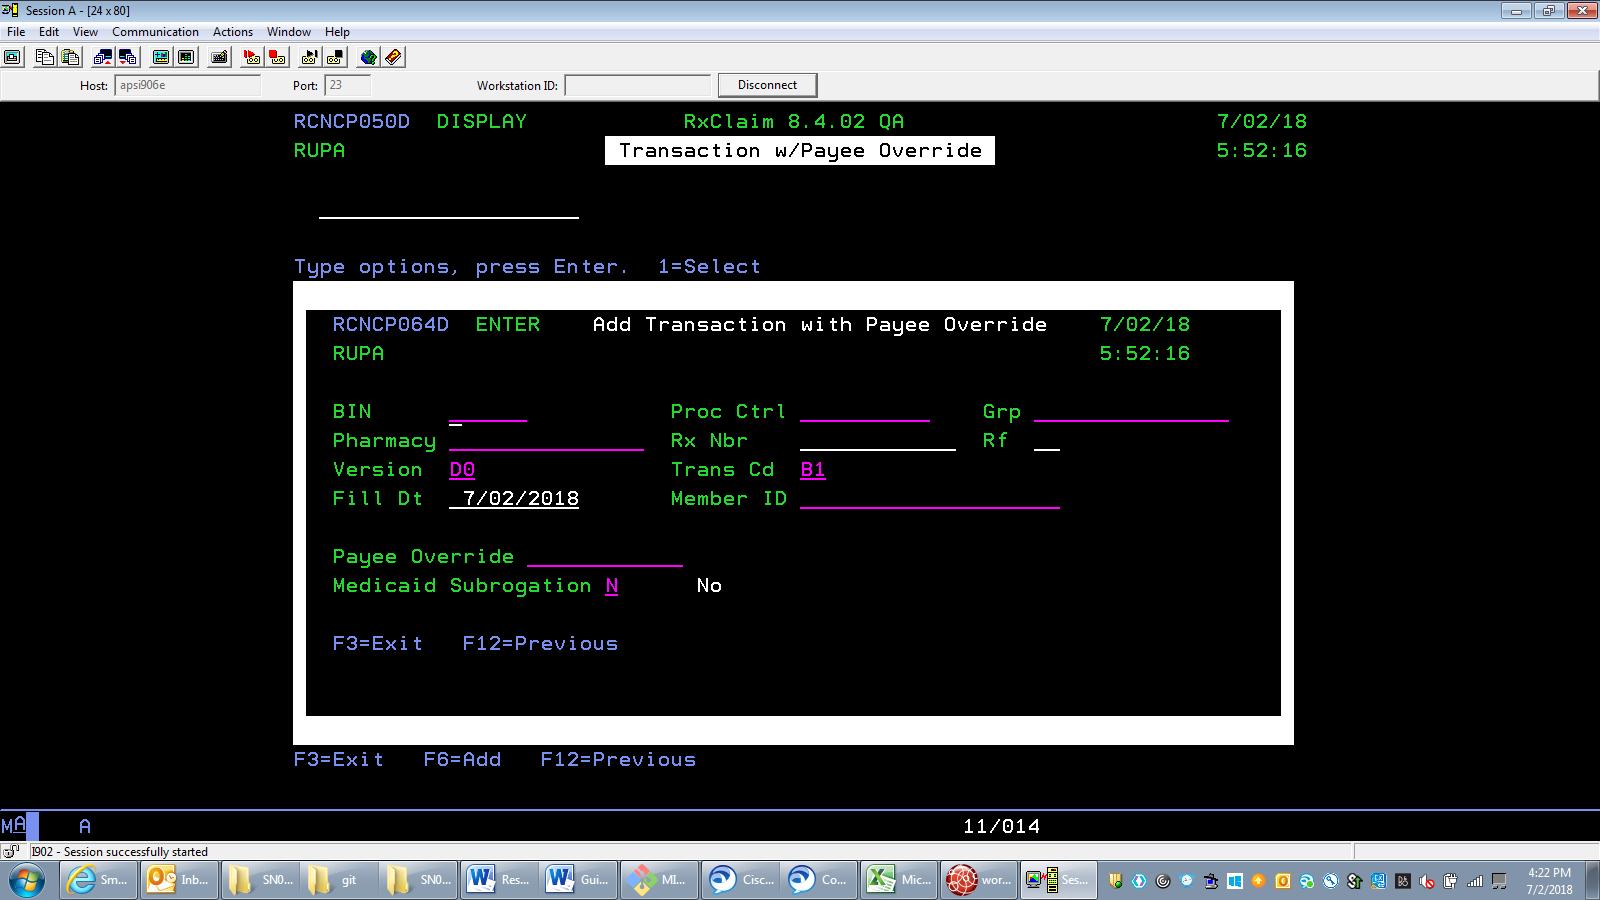 Session A - [24 x 80]
File Edit View Communication Actions Window Help
Host: apsi906e Port: 23 Workstation ID: Disconnect
RCNCP050D DISPLAY RxClaim 8.4.02 QA 7/02/18
RUPA Transaction w/Payee Override 5:52:16
Type options, press Enter. 1=Select
RCNCP064D ENTER Add Transaction with Payee Override 7/02/18
RUPA 5:52:16
BIN Proc Ctrl Grp
Pharmacy Rx Nbr Rf
Version D0 Trans Cd B1
Fill Dt 7/02/2018 Member ID
Payee Override
Medicaid Subrogation N No
F3=Exit F12=Previous
F3=Exit F6=Add F12=Previous
MA A 11/014
I902 - Session successfully started
Sm... Inb... SN0... git SN0... Res... Gui... MI... Cisc... Co... Mic... wor... Ses... 4:22 PM
7/2/2018